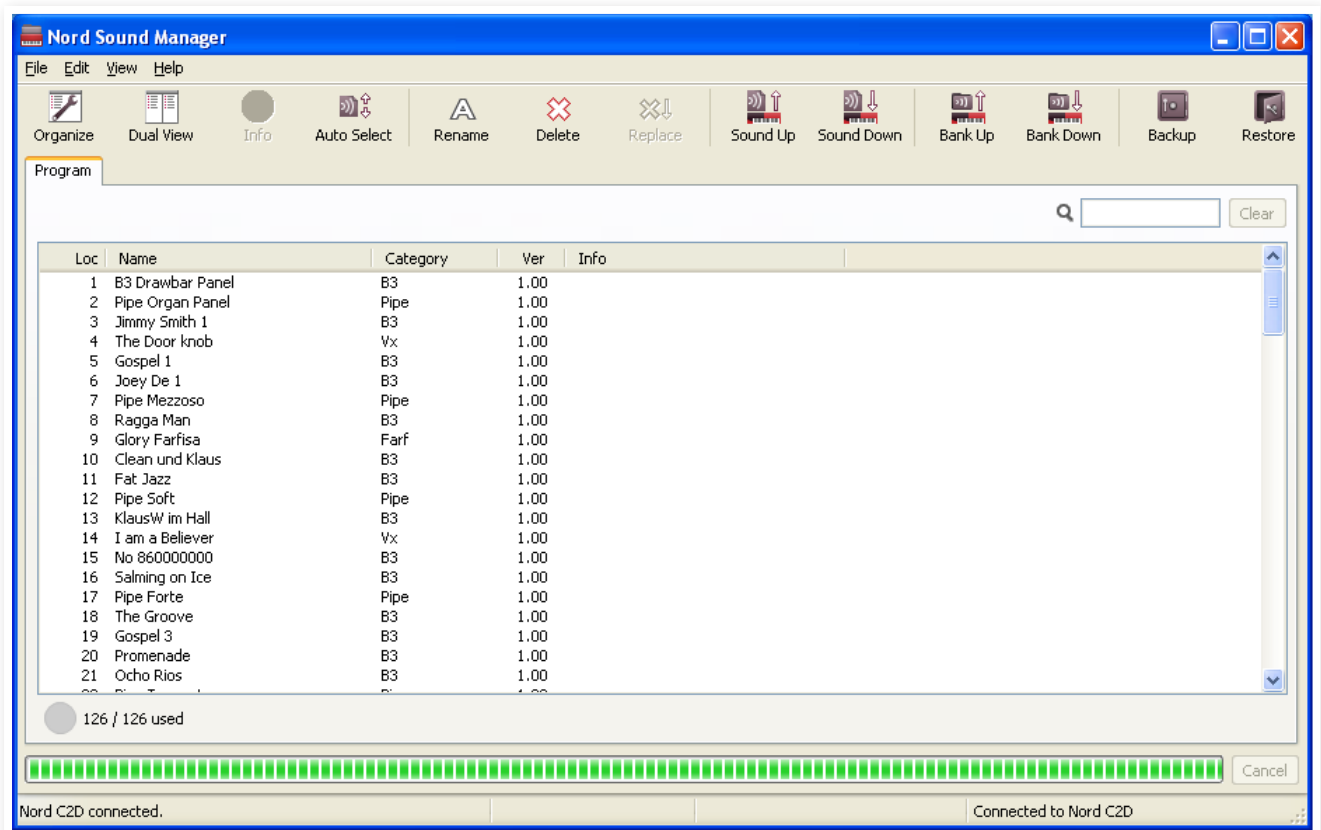 Nord Sound Manager
File Edit View Help
Organize Dual View Info Auto Select Rename Delete Replace Sound Up Sound Down Bank Up Bank Down Backup Restore
Program
Clear
Loc Name Category Ver Info
1 B3 Drawbar Panel B3 1.00
2 Pipe Organ Panel Pipe 1.00
3 Jimmy Smith 1 B3 1.00
4 The Door knob Vx 1.00
5 Gospel 1 B3 1.00
6 Joey De 1 B3 1.00
7 Pipe Mezzoso Pipe 1.00
8 Ragga Man B3 1.00
9 Glory Farfisa Farf 1.00
10 Clean und Klaus B3 1.00
11 Fat Jazz B3 1.00
12 Pipe Soft Pipe 1.00
13 KlausW im Hall B3 1.00
14 I am a Believer Vx 1.00
15 No 860000000 B3 1.00
16 Salming on Ice B3 1.00
17 Pipe Forte Pipe 1.00
18 The Groove B3 1.00
19 Gospel 3 B3 1.00
20 Promenade B3 1.00
21 Ocho Rios B3 1.00
126 / 126 used
Cancel
Nord C2D connected. Connected to Nord C2D